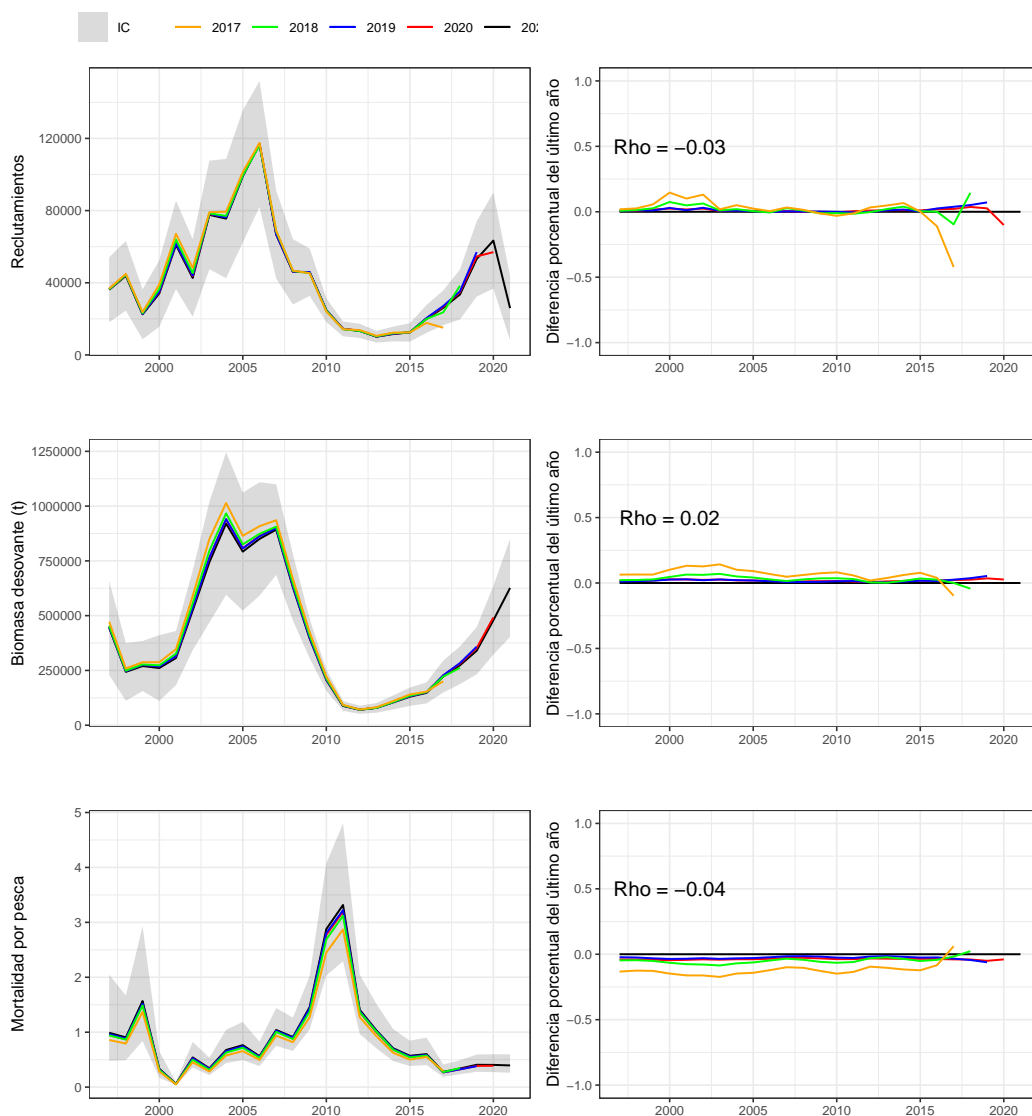 IC 2017 2018 2019 2020
Reclutamientos
120000
80000
40000
0
2000 2005 2010 2015 2020
Diferencia porcentual del último año
1.0
0.5
0.0
−0.5
−1.0
Rho = −0.03
2000 2005 2010 2015 2020
Biomasa desovante (t)
1250000
1000000
750000
500000
250000
0
2000 2005 2010 2015 2020
Diferencia porcentual del último año
1.0
0.5
0.0
−0.5
−1.0
Rho = 0.02
2000 2005 2010 2015 2020
Mortalidad por pesca
5
4
3
2
1
0
2000 2005 2010 2015 2020
Diferencia porcentual del último año
1.0
0.5
0.0
−0.5
−1.0
Rho = −0.04
2000 2005 2010 2015 2020